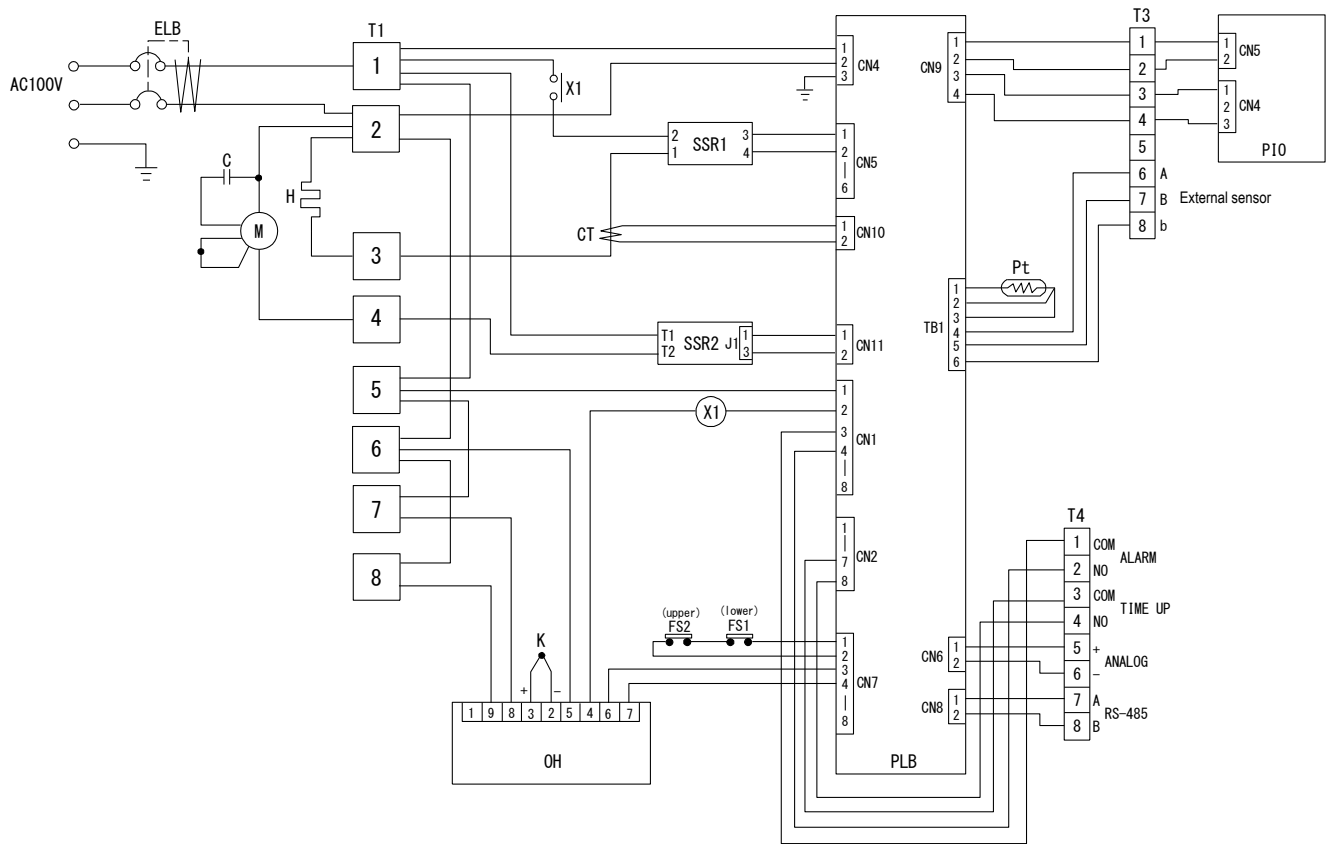 ELB
AC100V
T1
1
2
3
4
5
6
7
8
C
M
H
X1
2 SSR1 3
1 4
CT
T1 SSR2 J1 1
T2 3
X1
K
+ -
1 9 8 3 2 5 4 6 7
OH
(upper) (lower)
FS2 FS1
1
2 CN4
3
1
2 CN5
|
6
1 CN10
2
1
2 CN11
1
2
3 CN1
4
|
8
1
| CN2
7
8
1
2
3
4 CN7
|
8
PLB
1
CN9 2
3
4
Pt
1
2
3
TB1 4
5
6
CN6 1
2
CN8 1
2
T3
1
2
3
4
5
6 A
7 B External sensor
8 b
1 CN5
2
1
2 CN4
3
PIO
T4
1 COM ALARM
2 NO
3 COM TIME UP
4 NO
5 + ANALOG
6 -
7 A RS-485
8 B